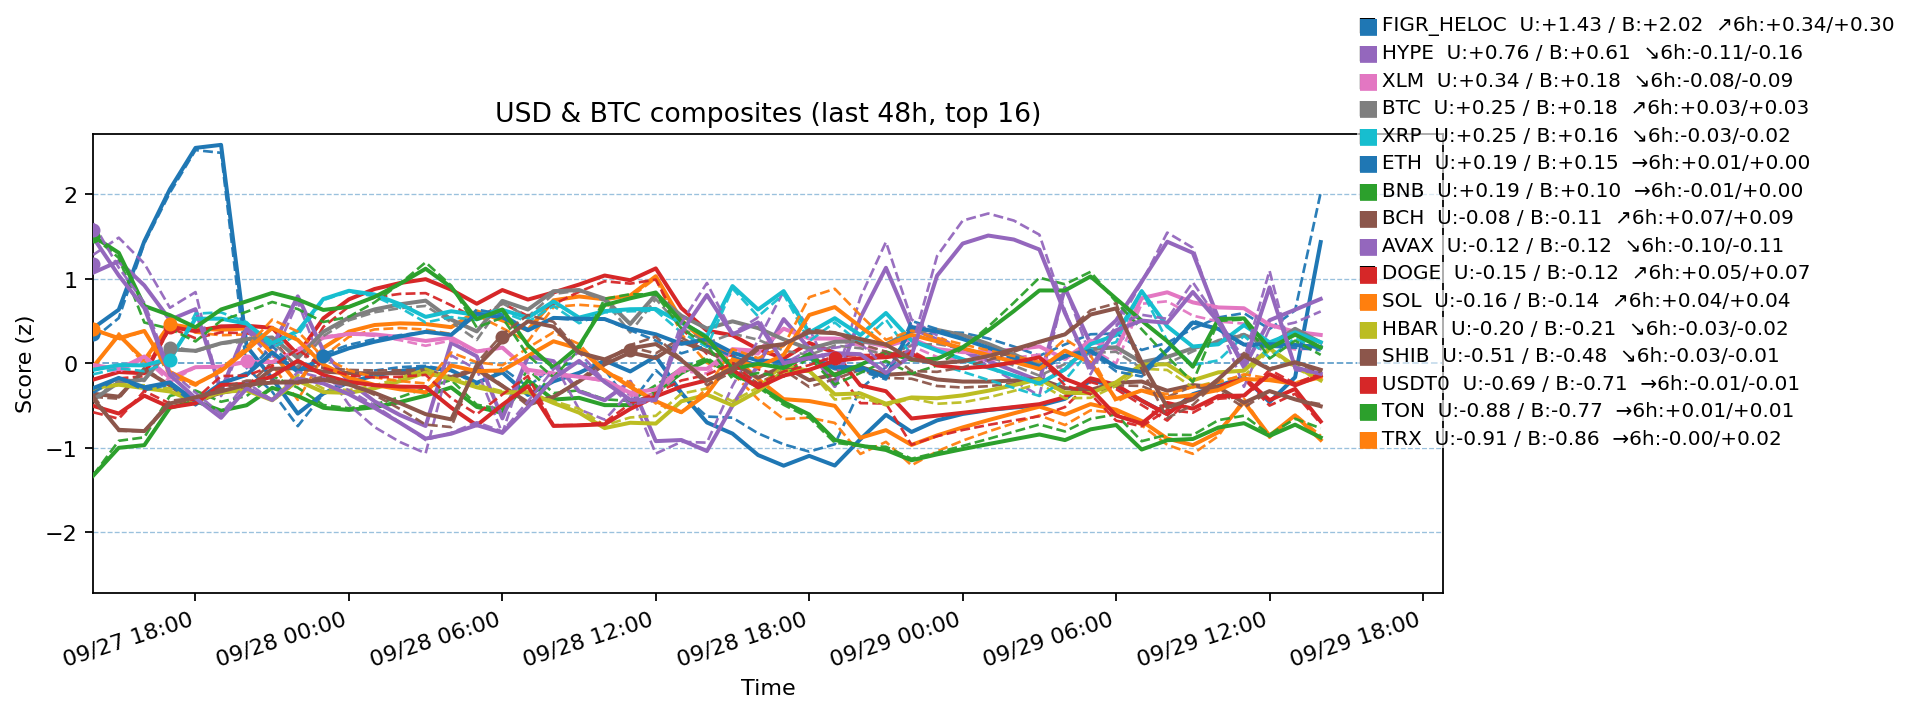 FIGR_HELOC U:+1.43 / B:+2.02 ↗6h:+0.34/+0.30
HYPE U:+0.76 / B:+0.61 ↘6h:-0.11/-0.16
XLM U:+0.34 / B:+0.18 ↘6h:-0.08/-0.09
BTC U:+0.25 / B:+0.18 ↗6h:+0.03/+0.03
XRP U:+0.25 / B:+0.16 ↘6h:-0.03/-0.02
ETH U:+0.19 / B:+0.15 →6h:+0.01/+0.00
BNB U:+0.19 / B:+0.10 →6h:-0.01/+0.00
BCH U:-0.08 / B:-0.11 ↗6h:+0.07/+0.09
AVAX U:-0.12 / B:-0.12 ↘6h:-0.10/-0.11
DOGE U:-0.15 / B:-0.12 ↗6h:+0.05/+0.07
SOL U:-0.16 / B:-0.14 ↗6h:+0.04/+0.04
HBAR U:-0.20 / B:-0.21 ↘6h:-0.03/-0.02
SHIB U:-0.51 / B:-0.48 ↘6h:-0.03/-0.01
USDT0 U:-0.69 / B:-0.71 →6h:-0.01/-0.01
TON U:-0.88 / B:-0.77 →6h:+0.01/+0.01
TRX U:-0.91 / B:-0.86 →6h:-0.00/+0.02
USD & BTC composites (last 48h, top 16)
Score (z)
2
1
0
−1
−2
09/27 18:00
09/28 00:00
09/28 06:00
09/28 12:00
09/28 18:00
09/29 00:00
09/29 06:00
09/29 12:00
09/29 18:00
Time